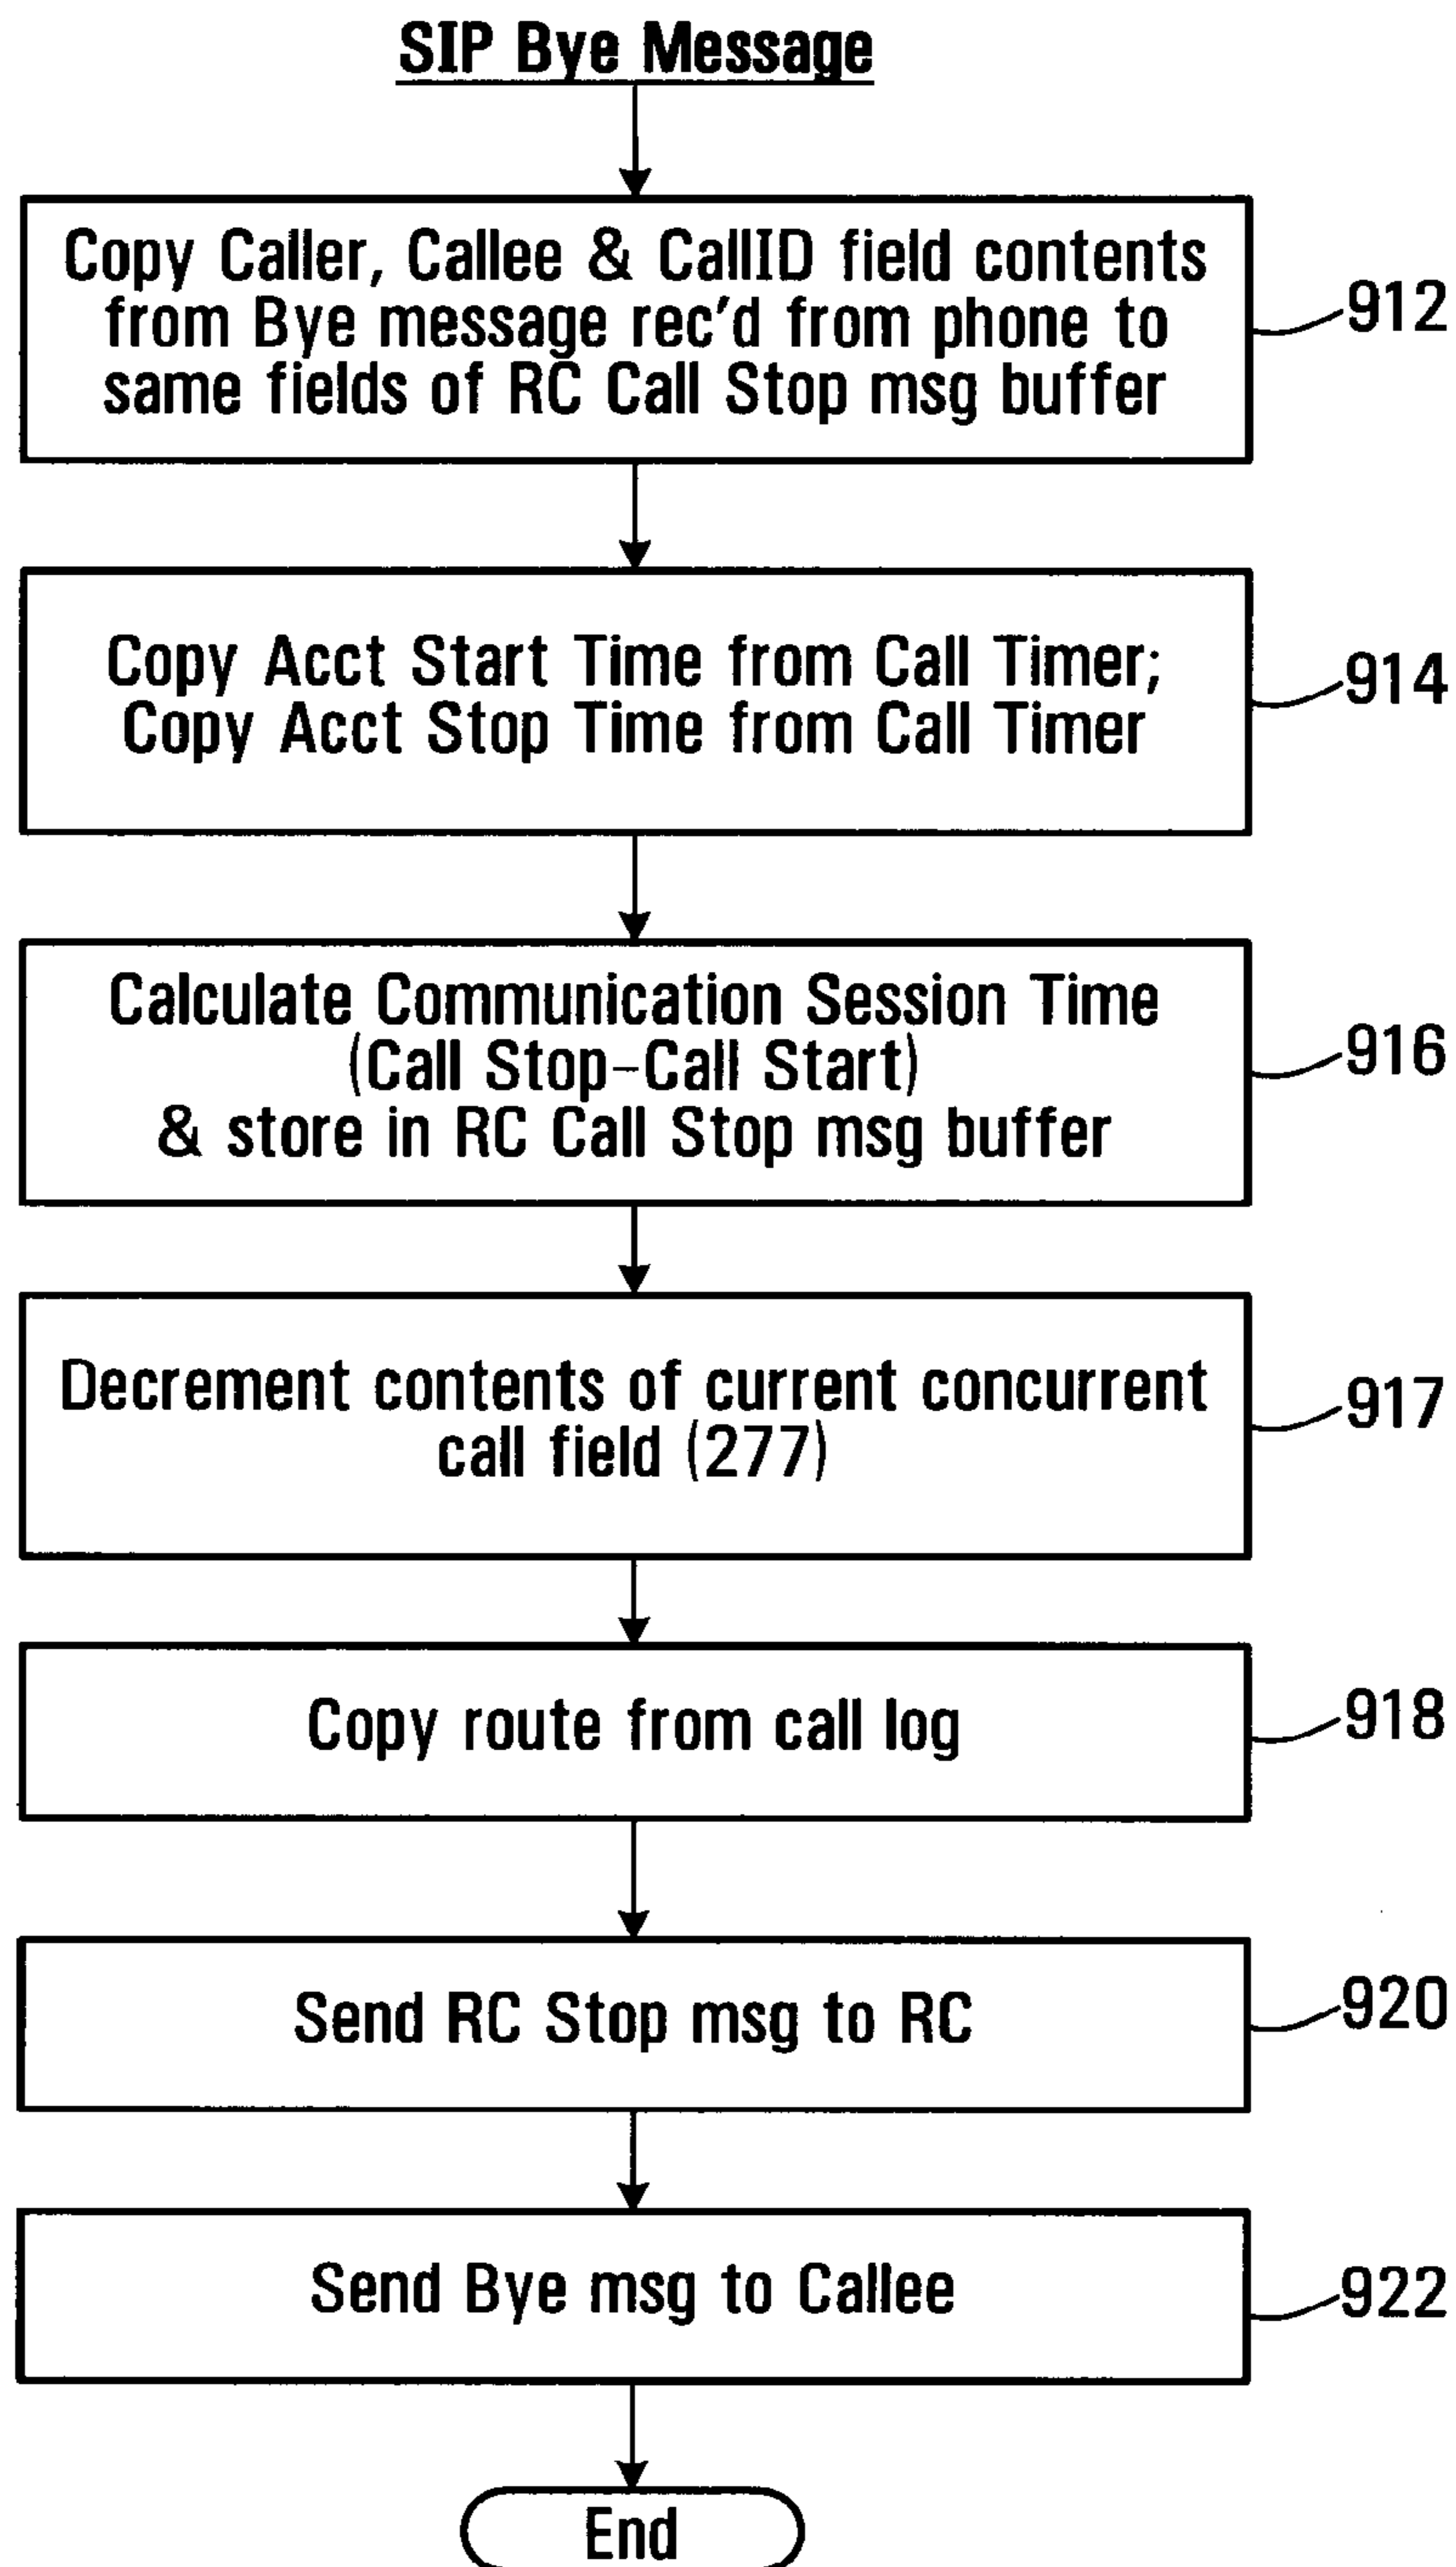 SIP Bye Message
Copy Caller, Callee & CallID field contents
from Bye message rec'd from phone to
same fields of RC Call Stop msg buffer
912
Copy Acct Start Time from Call Timer;
Copy Acct Stop Time from Call Timer
914
Calculate Communication Session Time
(Call Stop-Call Start)
& store in RC Call Stop msg buffer
916
Decrement contents of current concurrent
call field (277)
917
Copy route from call log
918
Send RC Stop msg to RC
920
Send Bye msg to Callee
922
End